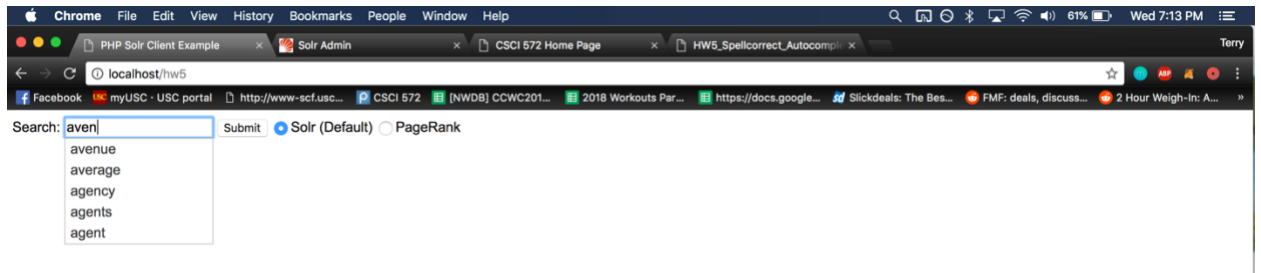 Chrome File Edit View History Bookmarks People Window Help 61% Wed 7:13 PM
PHP Solr Client Example × Solr Admin × CSCI 572 Home Page × HW5_Spellcorrect_Autocompl × Terry
localhost/hw5 ABP
Facebook USC myUSC · USC portal http://www-scf.usc... CSCI 572 [NWDB] CCWC201... 2018 Workouts Par... https://docs.google... sd Slickdeals: The Bes... FMF: deals, discuss... 2 Hour Weigh-In: A... »
Search: aven Submit Solr (Default) PageRank
avenue
average
agency
agents
agent